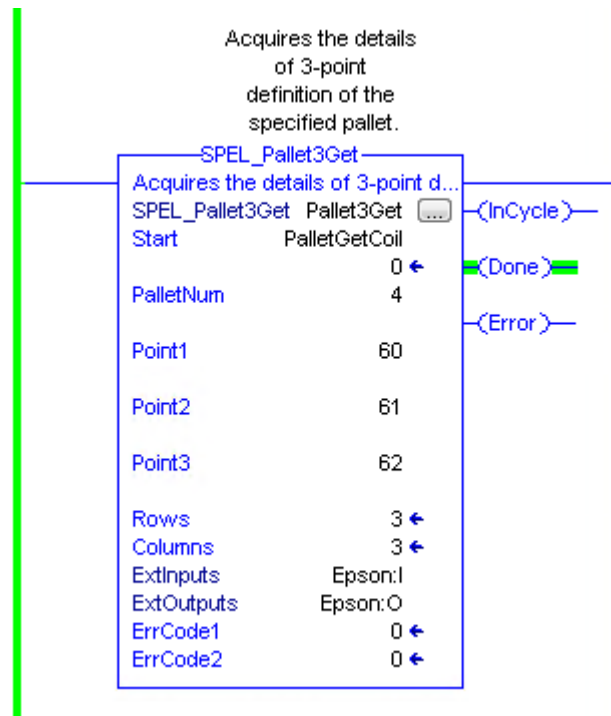 Acquires the details
of 3-point
definition of the
specified pallet.
SPEL_Pallet3Get
Acquires the details of 3-point d...
SPEL_Pallet3Get Pallet3Get ... (InCycle)
Start PalletGetCoil
0 (Done)
PalletNum 4
(Error)
Point1 60
Point2 61
Point3 62
Rows 3
Columns 3
ExtInputs Epson:I
ExtOutputs Epson:O
ErrCode1 0
ErrCode2 0